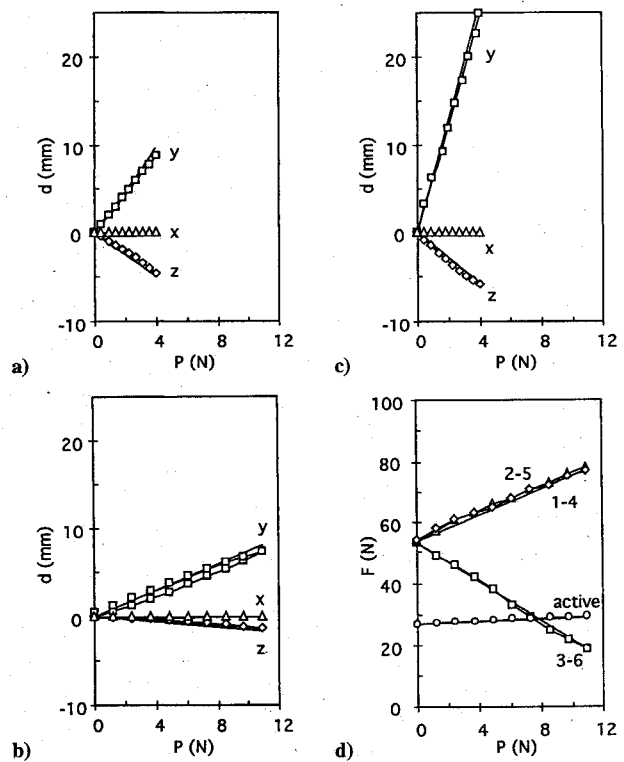 20
10
0
-10
d (mm)
y
x
z
0 4 8 12
P (N)
a)
20
10
0
-10
d (mm)
y
x
z
0 4 8 12
P (N)
c)
20
10
0
-10
d (mm)
y
x
z
0 4 8 12
P (N)
b)
100
80
60
40
20
0
F (N)
2-5
1-4
active
3-6
0 4 8 12
P (N)
d)